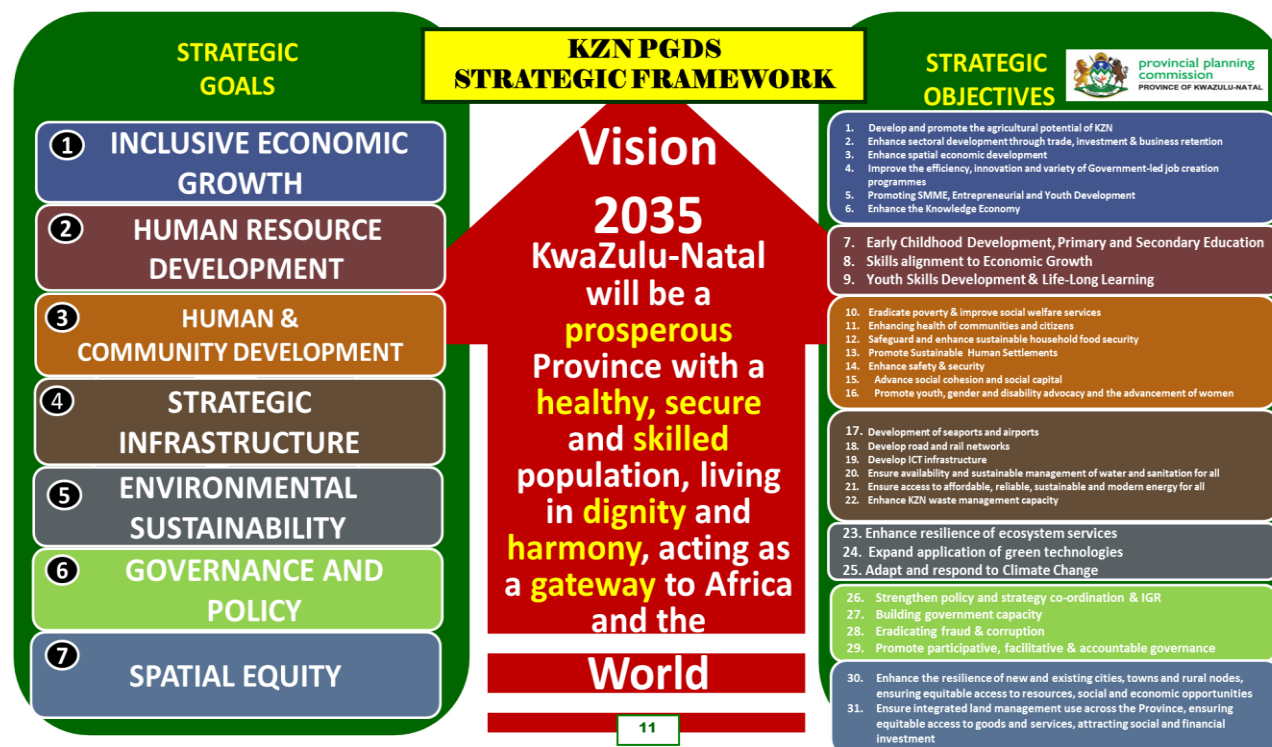 KZN PGDS
STRATEGIC FRAMEWORK
STRATEGIC
GOALS
1 INCLUSIVE ECONOMIC
GROWTH
2 HUMAN RESOURCE
DEVELOPMENT
3 HUMAN &
COMMUNITY DEVELOPMENT
4 STRATEGIC
INFRASTRUCTURE
5 ENVIRONMENTAL
SUSTAINABILITY
6 GOVERNANCE AND
POLICY
7 SPATIAL EQUITY
Vision
2035
KwaZulu-Natal
will be a
prosperous
Province with a
healthy, secure
and skilled
population, living
in dignity and
harmony, acting as
a gateway to Africa
and the
World
11
STRATEGIC
OBJECTIVES
provincial planning
commission
PROVINCE OF KWAZULU-NATAL
1. Develop and promote the agricultural potential of KZN
2. Enhance sectoral development through trade, investment & business retention
3. Enhance spatial economic development
4. Improve the efficiency, innovation and variety of Government-led job creation
programmes
5. Promoting SMME, Entrepreneurial and Youth Development
6. Enhance the Knowledge Economy
7. Early Childhood Development, Primary and Secondary Education
8. Skills alignment to Economic Growth
9. Youth Skills Development & Life-Long Learning
10. Eradicate poverty & improve social welfare services
11. Enhancing health of communities and citizens
12. Safeguard and enhance sustainable household food security
13. Promote Sustainable Human Settlements
14. Enhance safety & security
15. Advance social cohesion and social capital
16. Promote youth, gender and disability advocacy and the advancement of women
17. Development of seaports and airports
18. Develop road and rail networks
19. Develop ICT infrastructure
20. Ensure availability and sustainable management of water and sanitation for all
21. Ensure access to affordable, reliable, sustainable and modern energy for all
22. Enhance KZN waste management capacity
23. Enhance resilience of ecosystem services
24. Expand application of green technologies
25. Adapt and respond to Climate Change
26. Strengthen policy and strategy co-ordination & IGR
27. Building government capacity
28. Eradicating fraud & corruption
29. Promote participative, facilitative & accountable governance
30. Enhance the resilience of new and existing cities, towns and rural nodes,
ensuring equitable access to resources, social and economic opportunities
31. Ensure integrated land management use across the Province, ensuring
equitable access to goods and services, attracting social and financial
investment